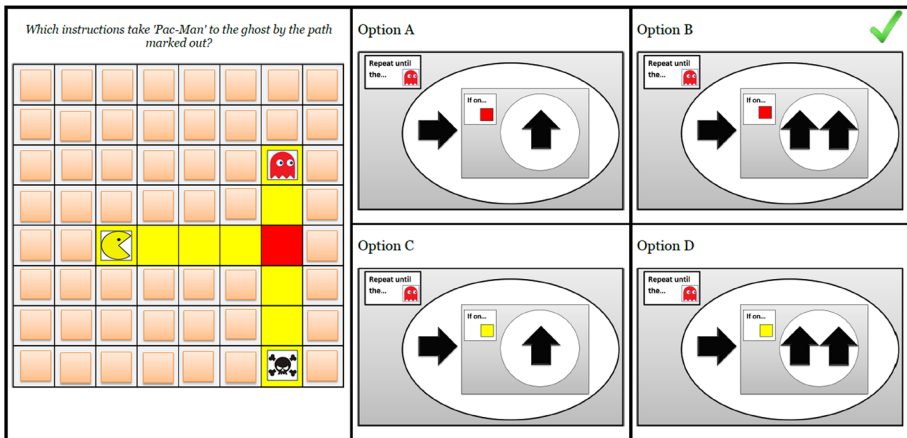 Which instructions take 'Pac-Man' to the ghost by the path
marked out?
Option A
Repeat until
the...
If on...
Option B
Repeat until
the...
If on...
Option C
Repeat until
the...
If on...
Option D
Repeat until
the...
If on...